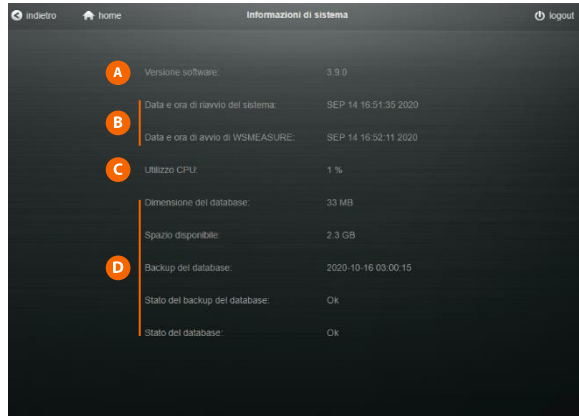 indietro home Informazioni di sistema logout
A Versione software: 3.9.0
Data e ora di riavvio del sistema: SEP 14 16:51:35 2020
B
Data e ora di avvio di WSMEASURE: SEP 14 16:52:11 2020
C Utilizzo CPU: 1 %
Dimensione del database: 33 MB
Spazio disponibile: 2.3 GB
D Backup del database: 2020-10-16 03:00:15
Stato del backup del database: Ok
Stato del database: Ok